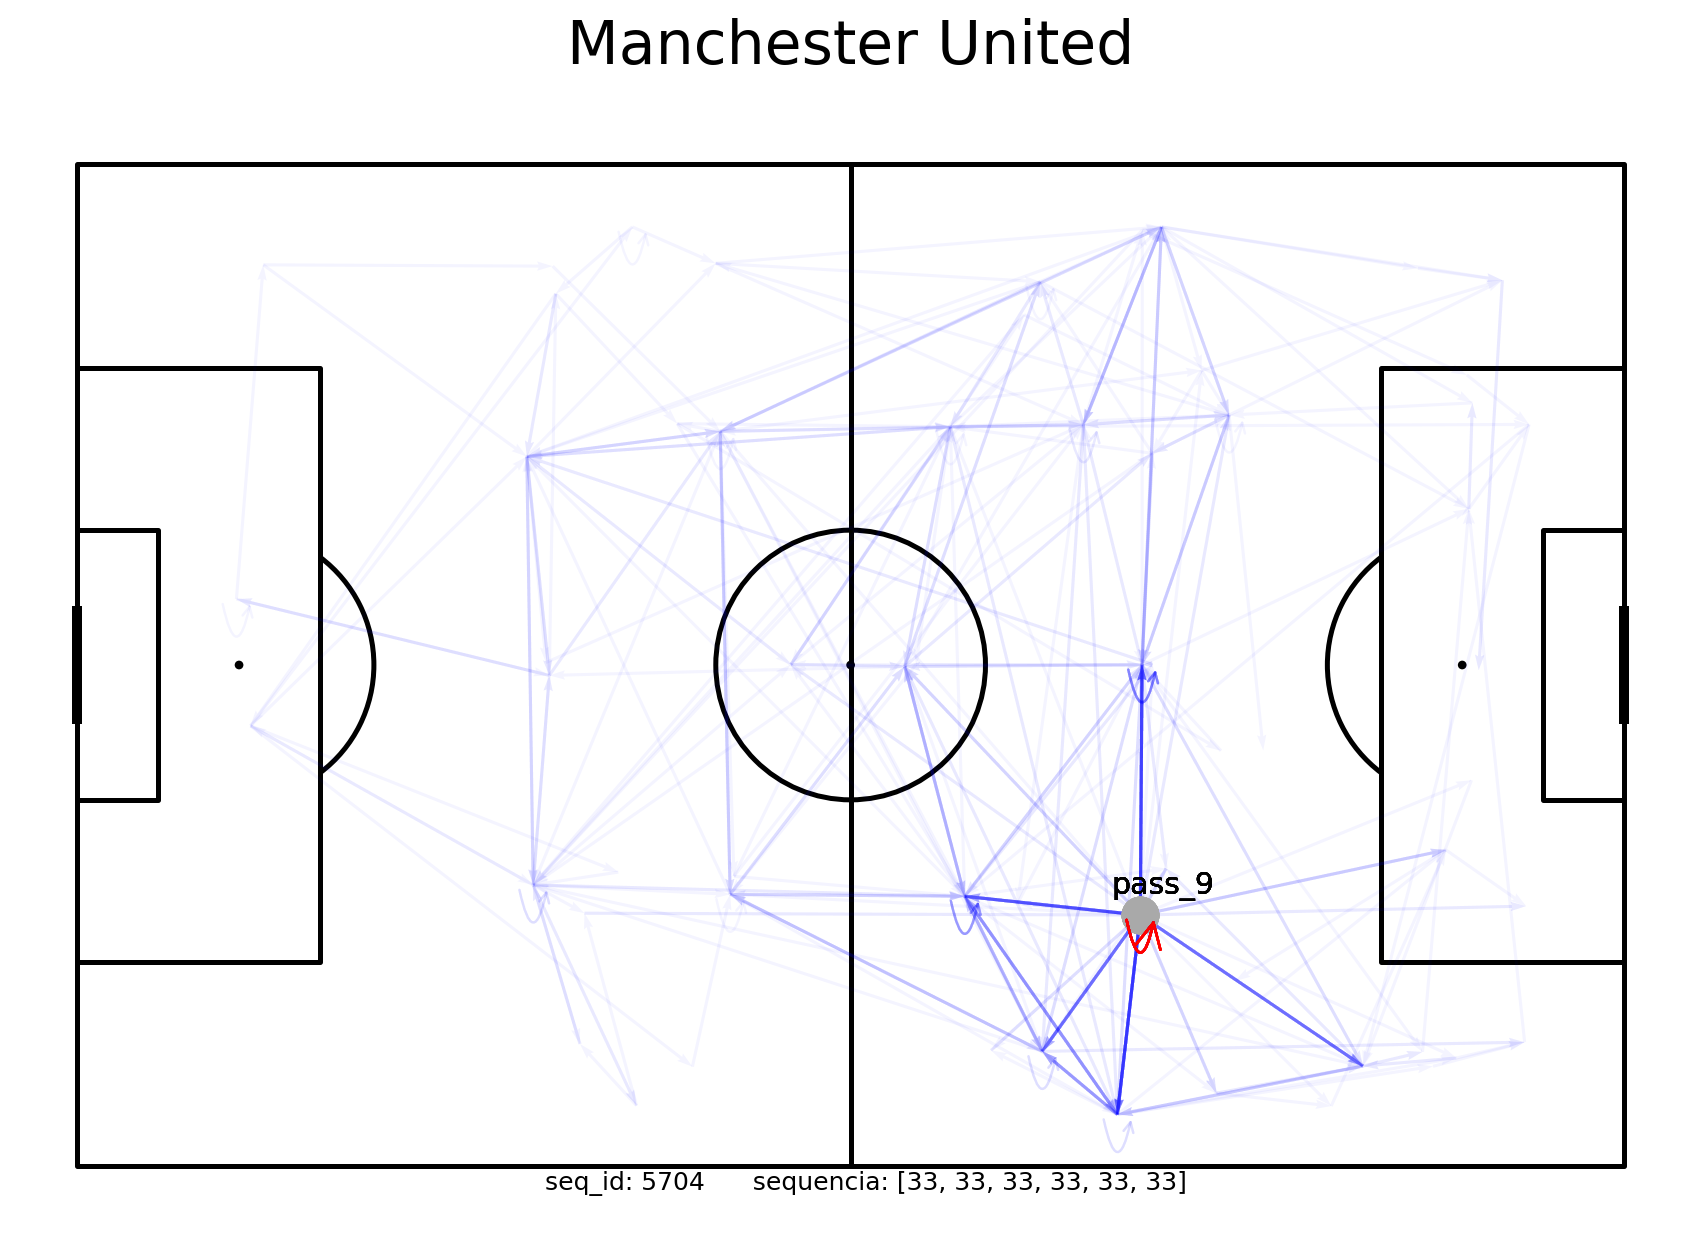 Manchester United
pass_9
seq_id: 5704 sequencia: [33, 33, 33, 33, 33, 33]